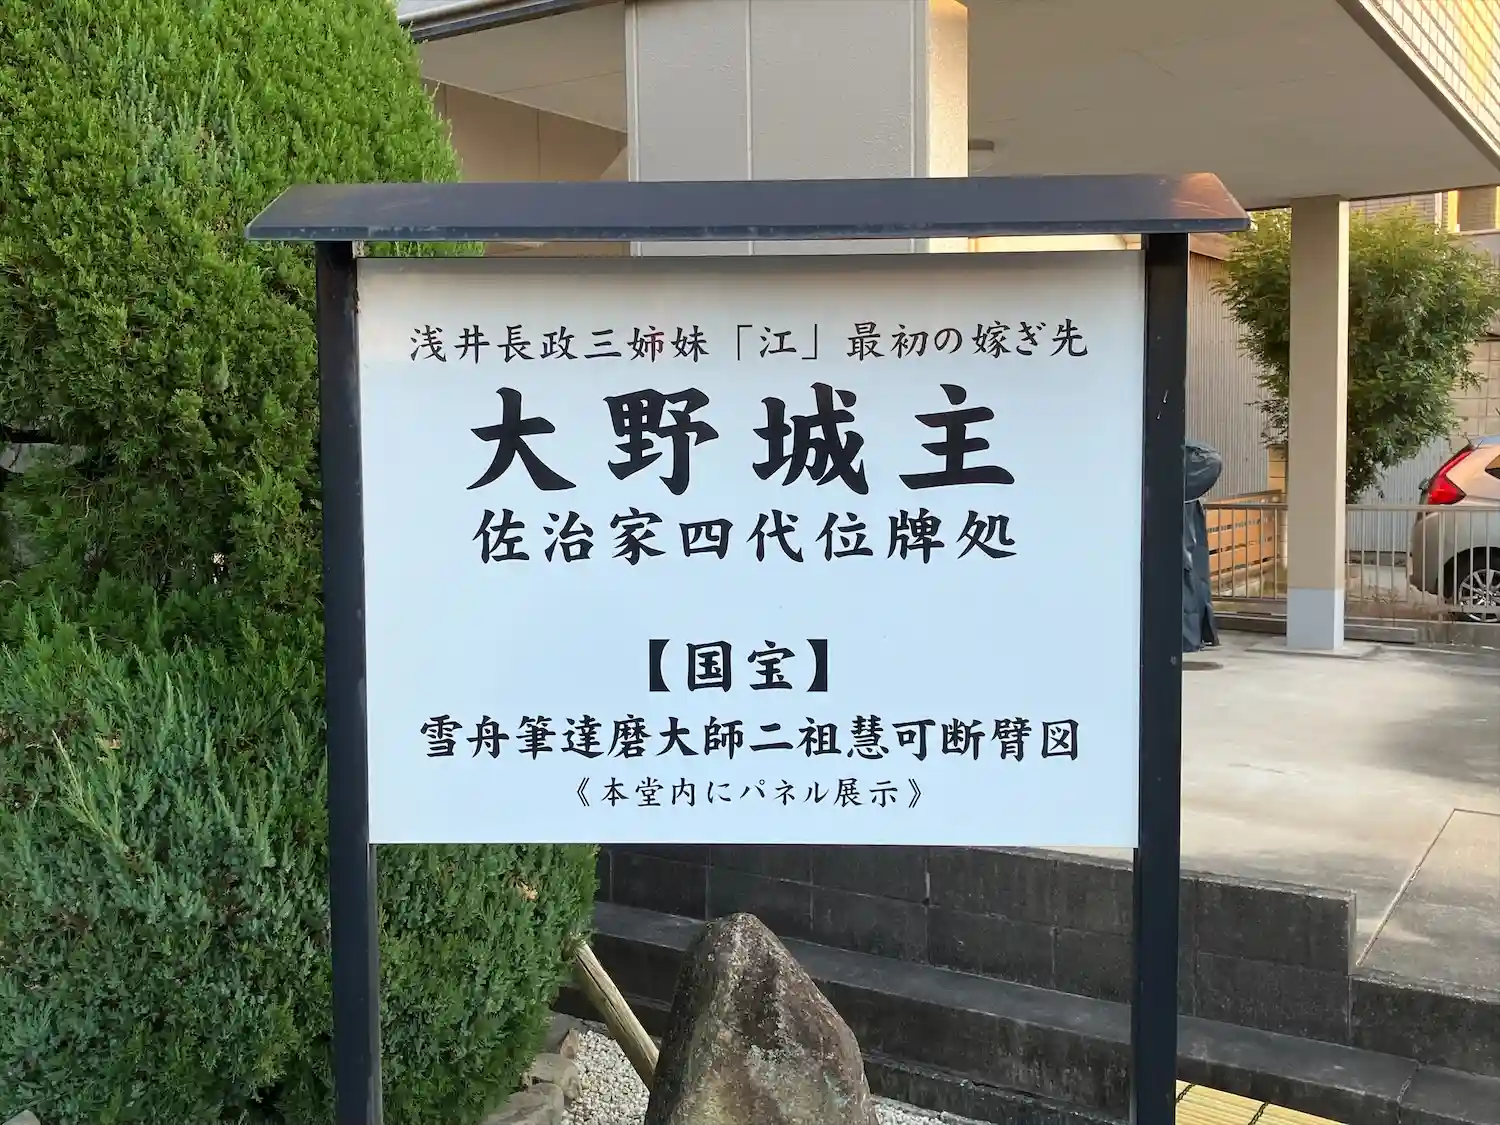 浅井長政三姉妹「江」最初の嫁ぎ先
大野城主
佐治家四代位牌処
【国宝】
雪舟筆達磨大師二祖慧可断臂図
《本堂内にパネル展示》